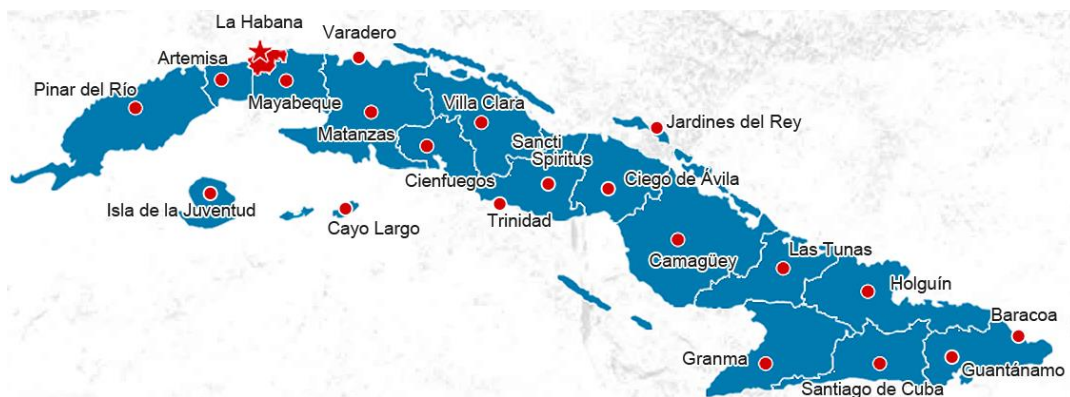 La Habana
Varadero
Artemisa
Pinar del Río
Mayabeque
Villa Clara
Jardines del Rey
Matanzas
Sancti
Spiritus
Cienfuegos
Ciego de Ávila
Isla de la Juventud
Cayo Largo
Trinidad
Las Tunas
Camagüey
Holguín
Baracoa
Granma
Guantánamo
Santiago de Cuba